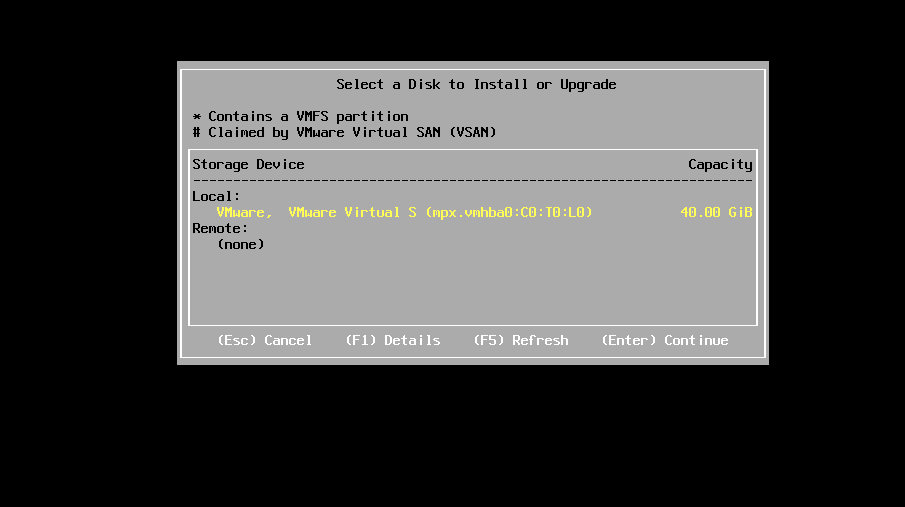 Select a Disk to Install or Upgrade
* Contains a VMFS partition
# Claimed by VMware Virtual SAN (VSAN)
Storage Device Capacity
----------------------------------------------------------------------
Local:
VMware,  VMware Virtual S (mpx.vmhba0:C0:T0:L0) 40.00 GiB
Remote:
(none)
(Esc) Cancel (F1) Details (F5) Refresh (Enter) Continue